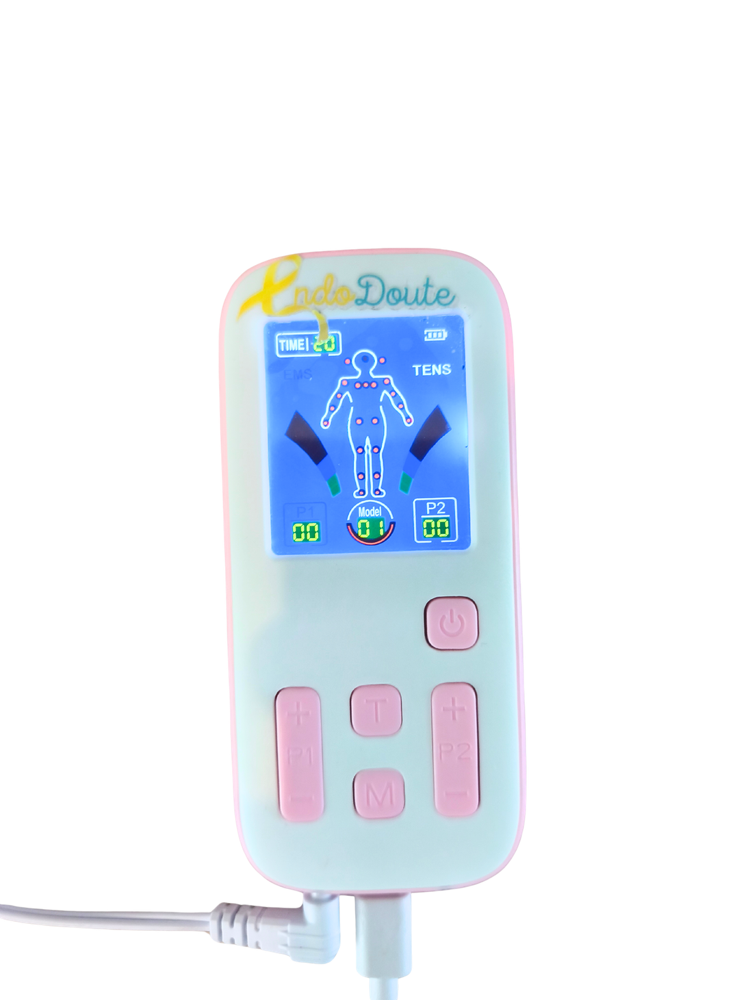 EndoDoute
TIME 20
EMS
TENS
P1
00
Model
01
P2
00
+
P1
-
T
M
+
P2
-